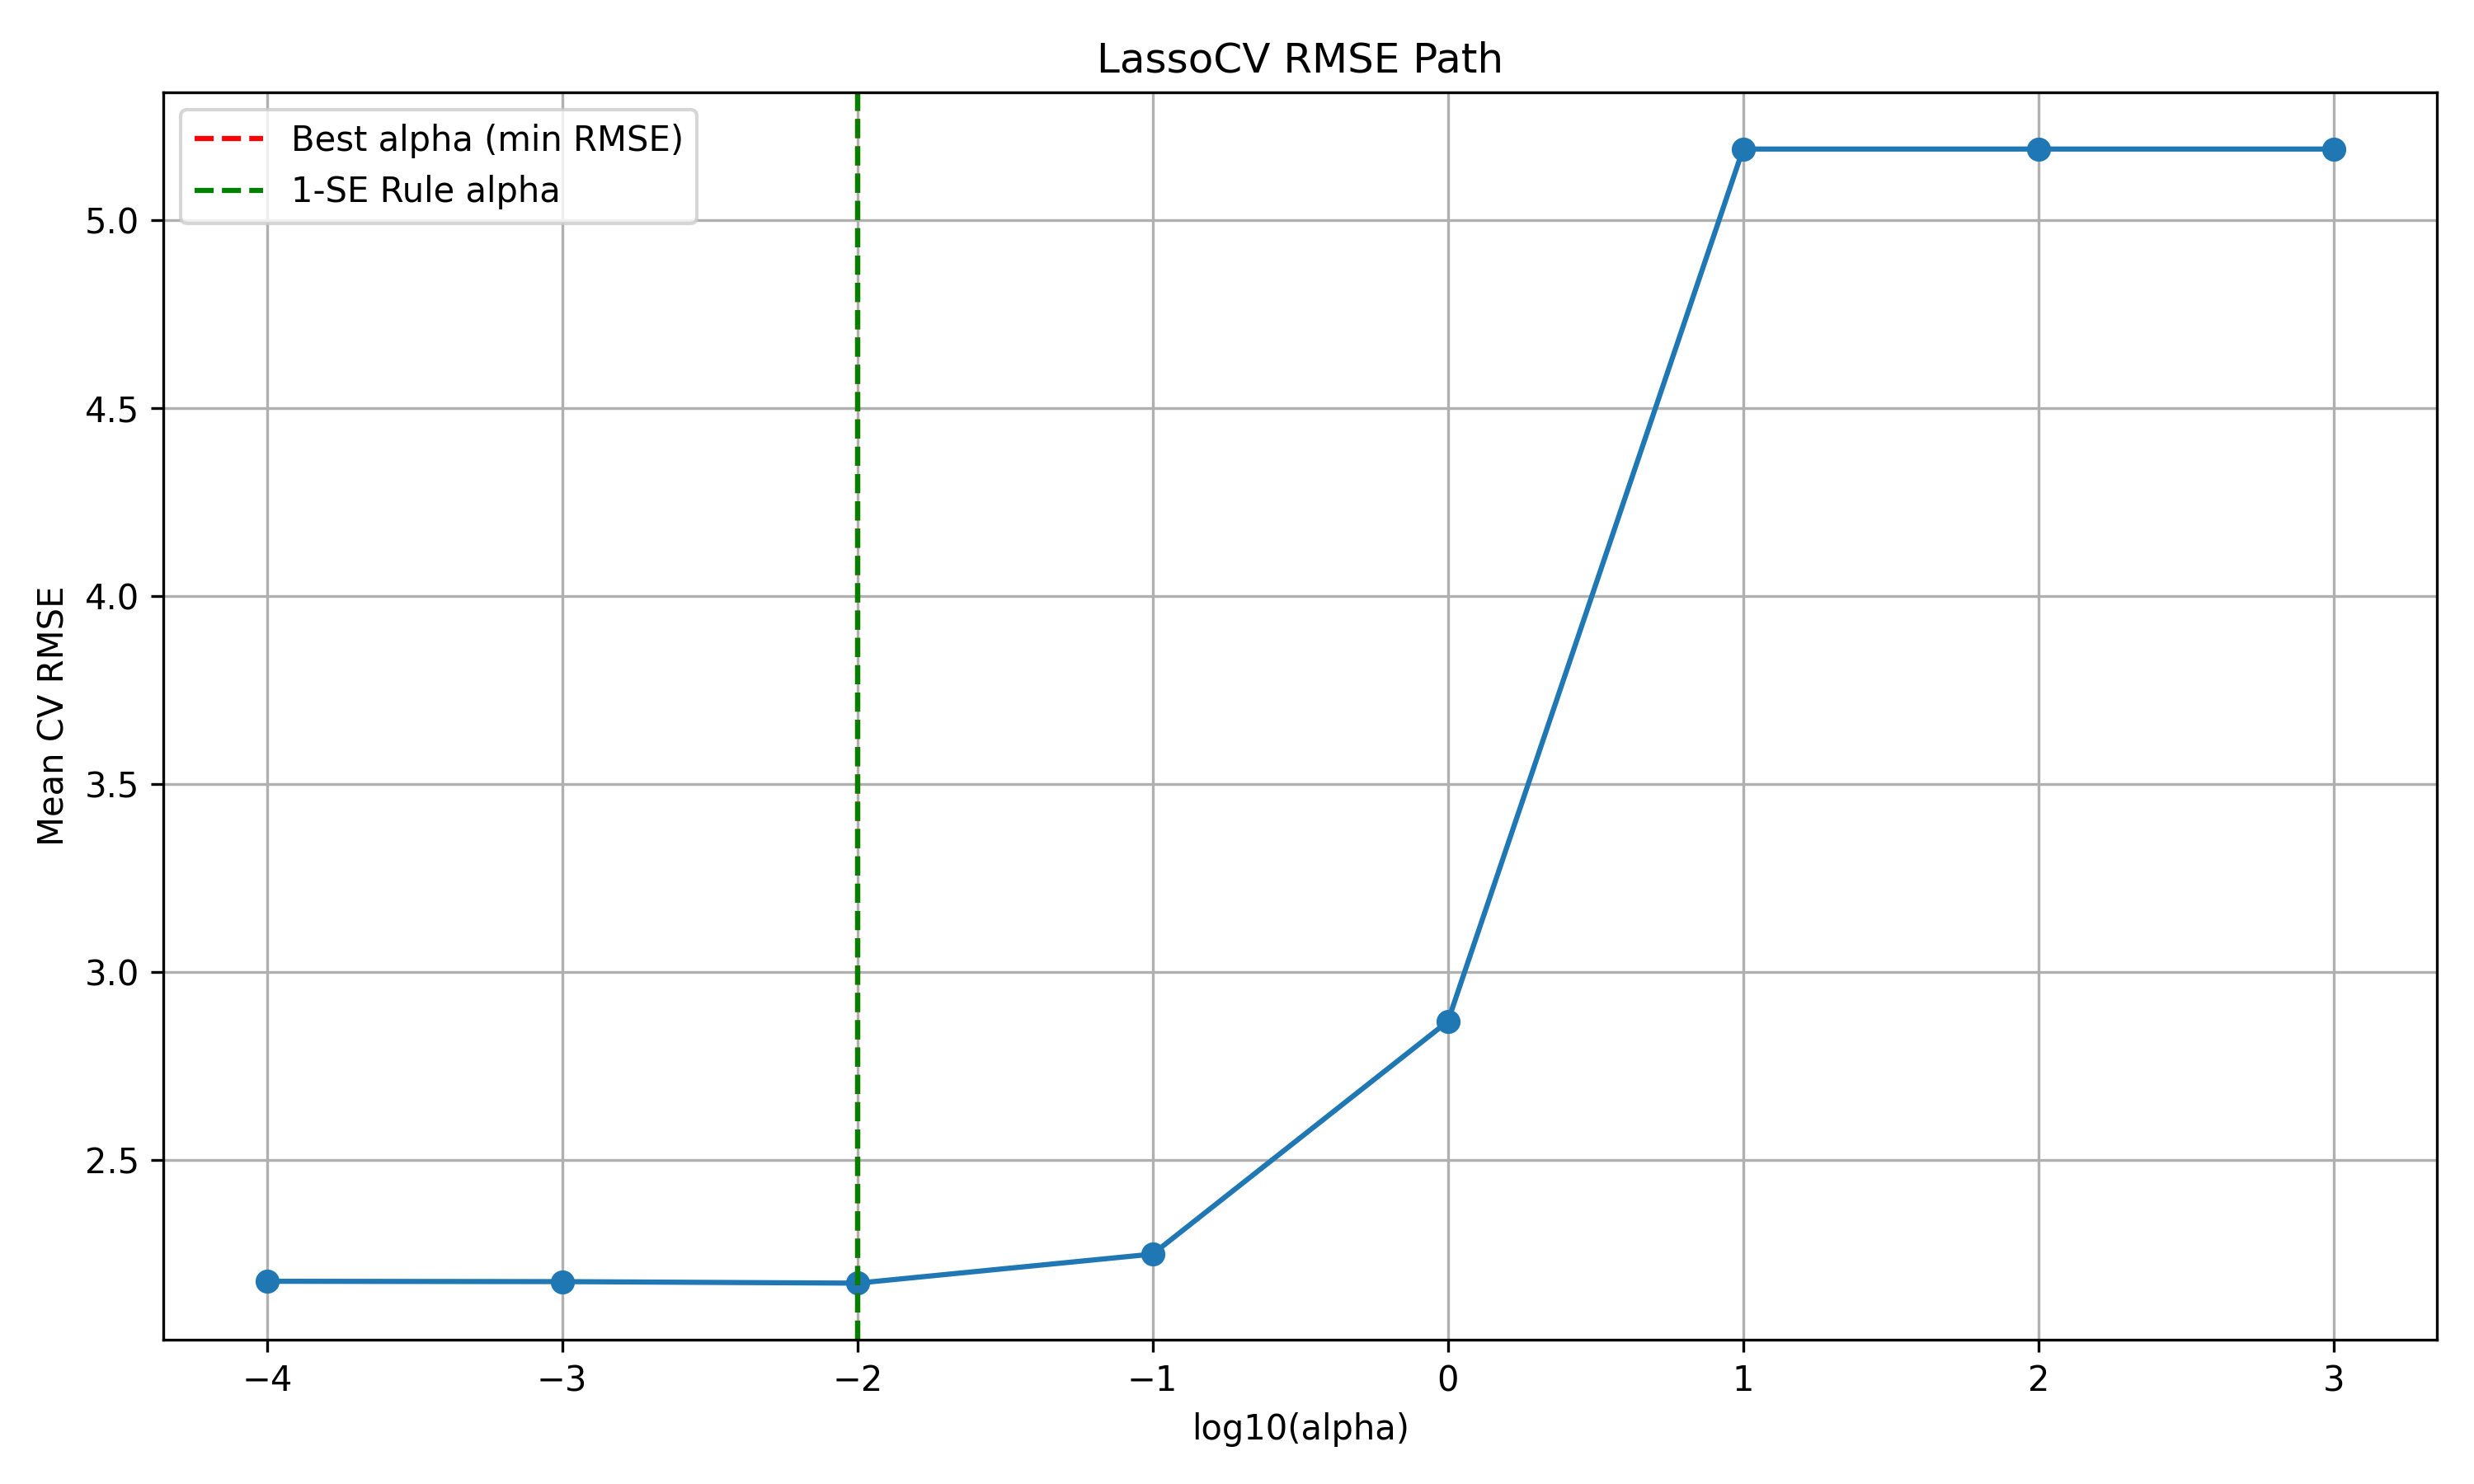 LassoCV RMSE Path
Best alpha (min RMSE)
1-SE Rule alpha
Mean CV RMSE
5.0
4.5
4.0
3.5
3.0
2.5
−4 −3 −2 −1 0 1 2 3
log10(alpha)